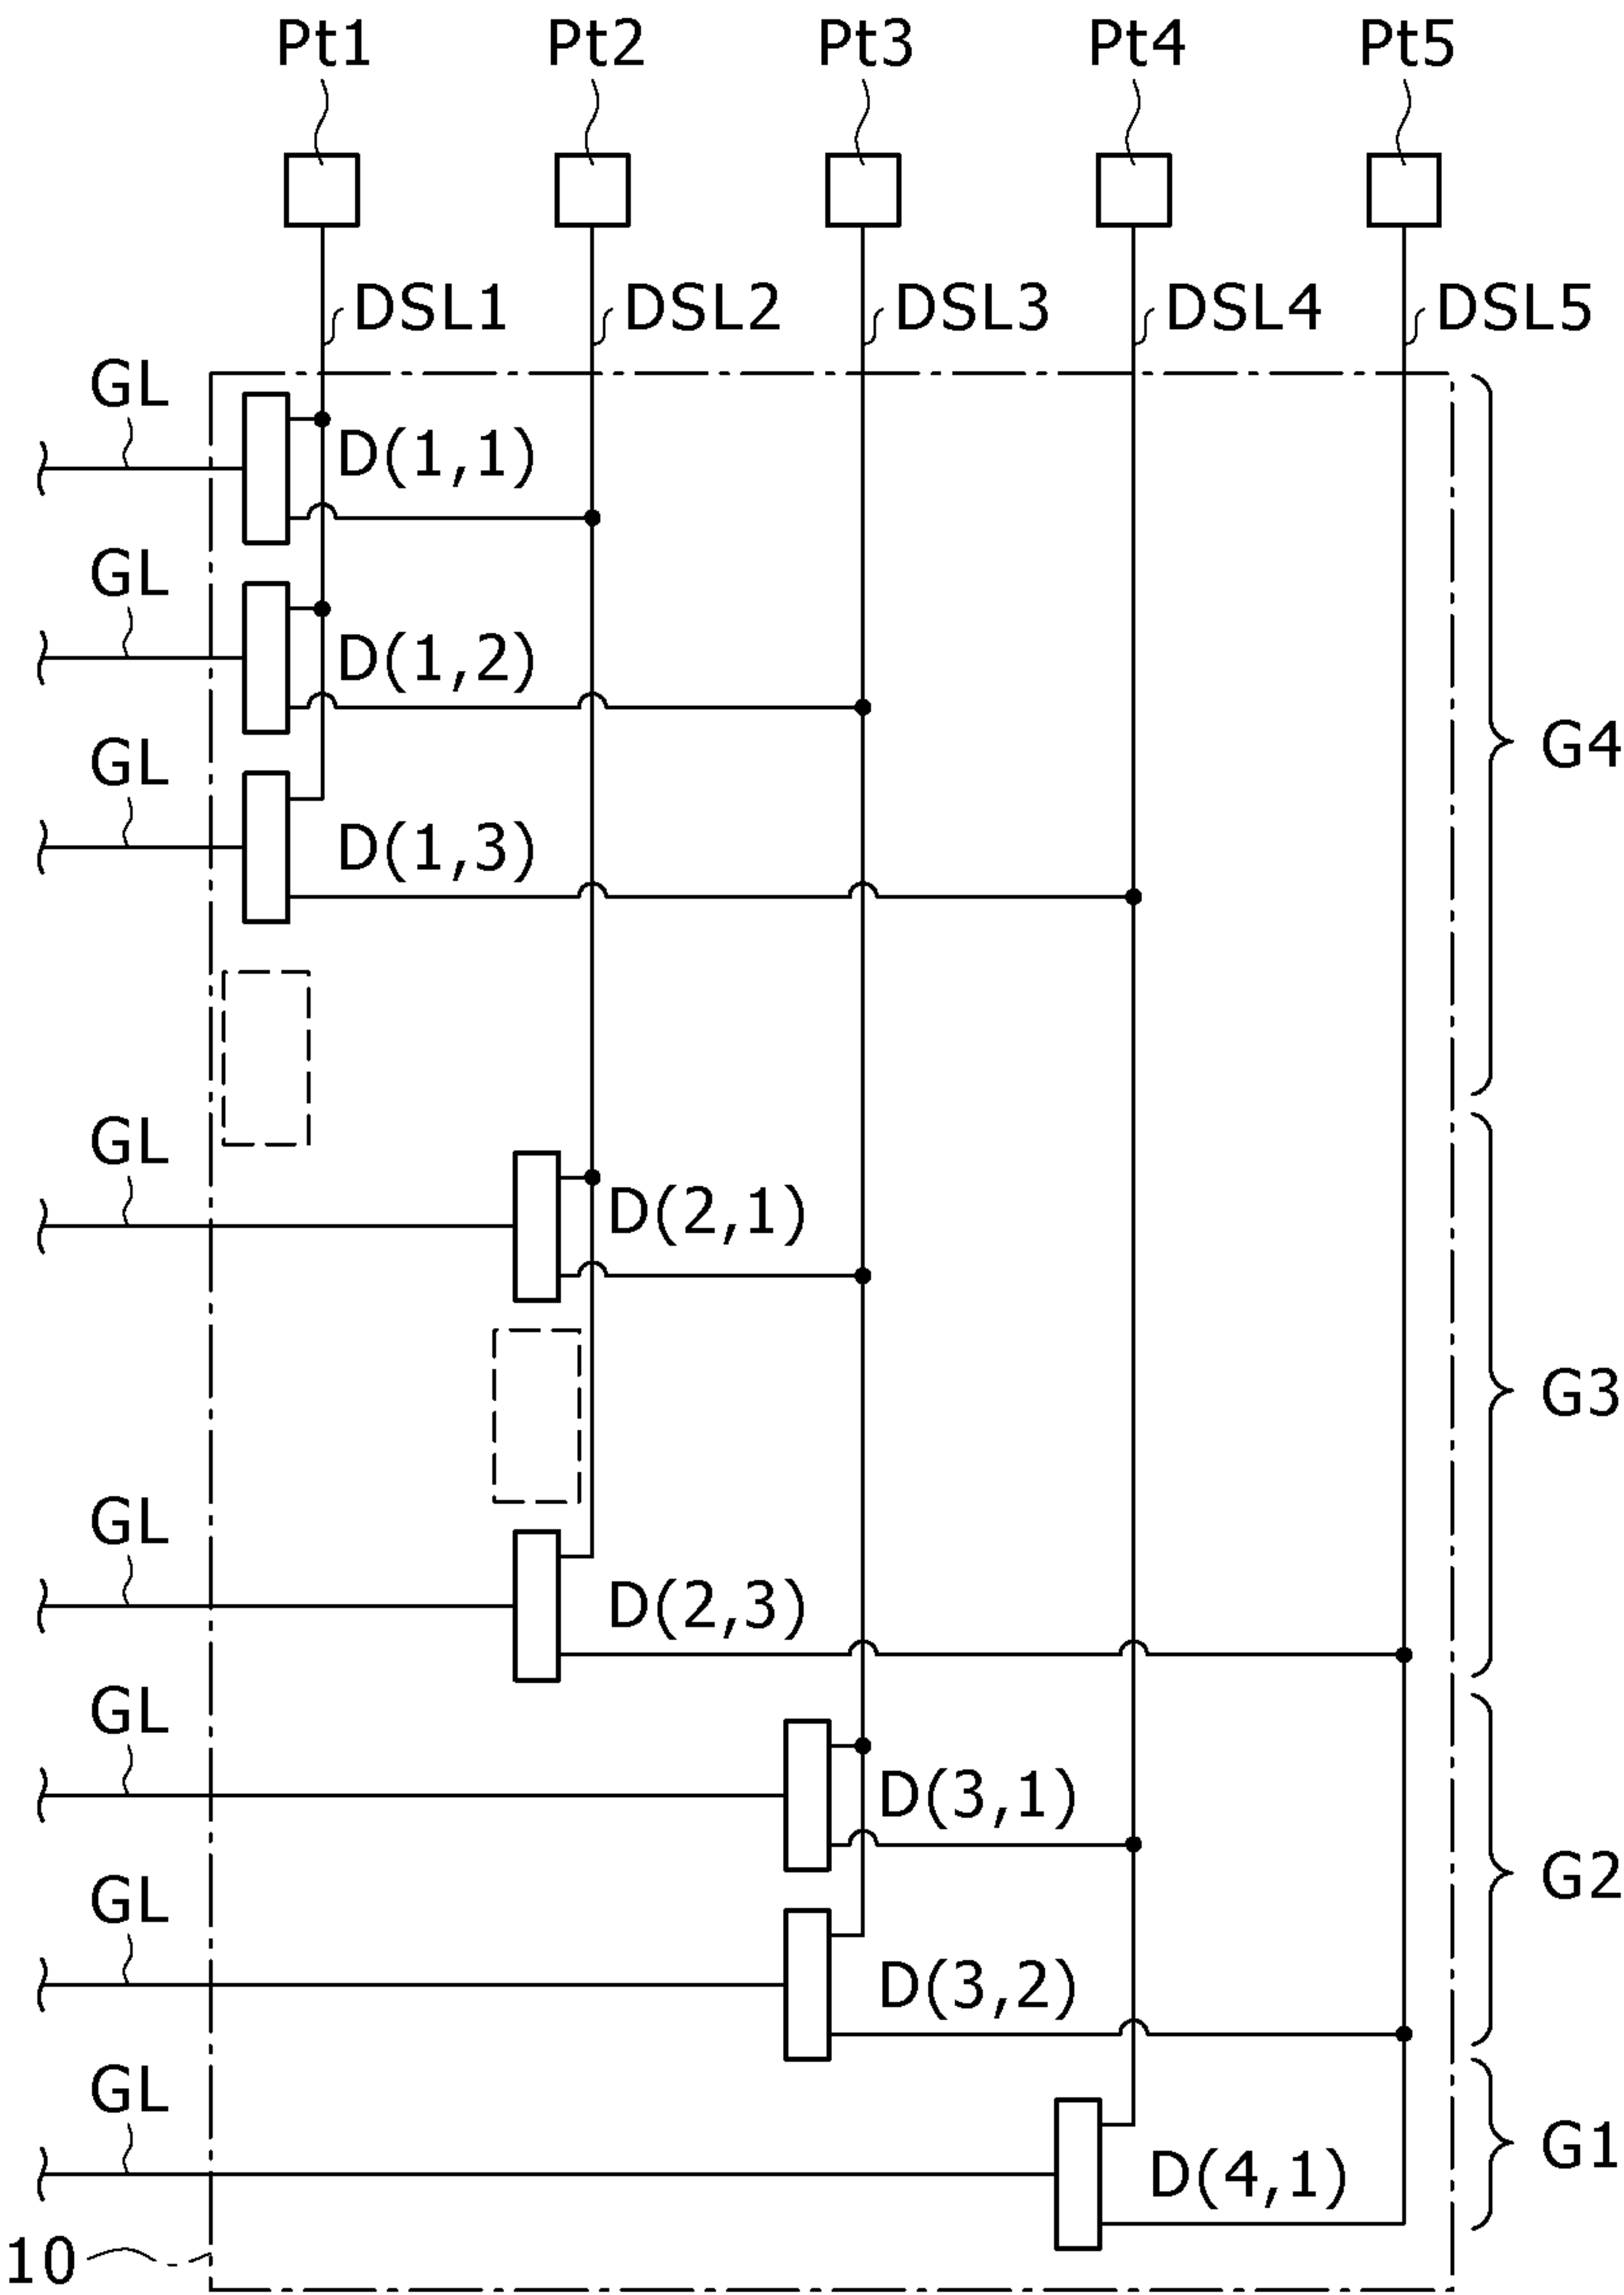 Pt1 Pt2 Pt3 Pt4 Pt5
DSL1 DSL2 DSL3 DSL4 DSL5
GL
D(1,1)
GL
D(1,2)
G4
GL
D(1,3)
GL
D(2,1)
G3
GL
D(2,3)
GL
D(3,1)
G2
GL
D(3,2)
GL
G1
D(4,1)
10